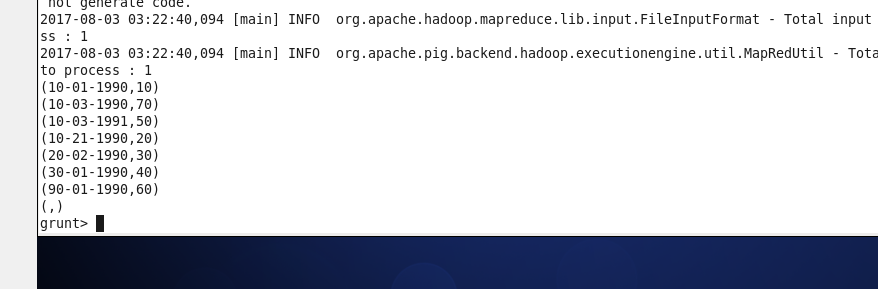 not generate code.
2017-08-03 03:22:40,094 [main] INFO  org.apache.hadoop.mapreduce.lib.input.FileInputFormat - Total input
ss : 1
2017-08-03 03:22:40,094 [main] INFO  org.apache.pig.backend.hadoop.executionengine.util.MapRedUtil - Tota
to process : 1
(10-01-1990,10)
(10-03-1990,70)
(10-03-1991,50)
(10-21-1990,20)
(20-02-1990,30)
(30-01-1990,40)
(90-01-1990,60)
(,)
grunt>